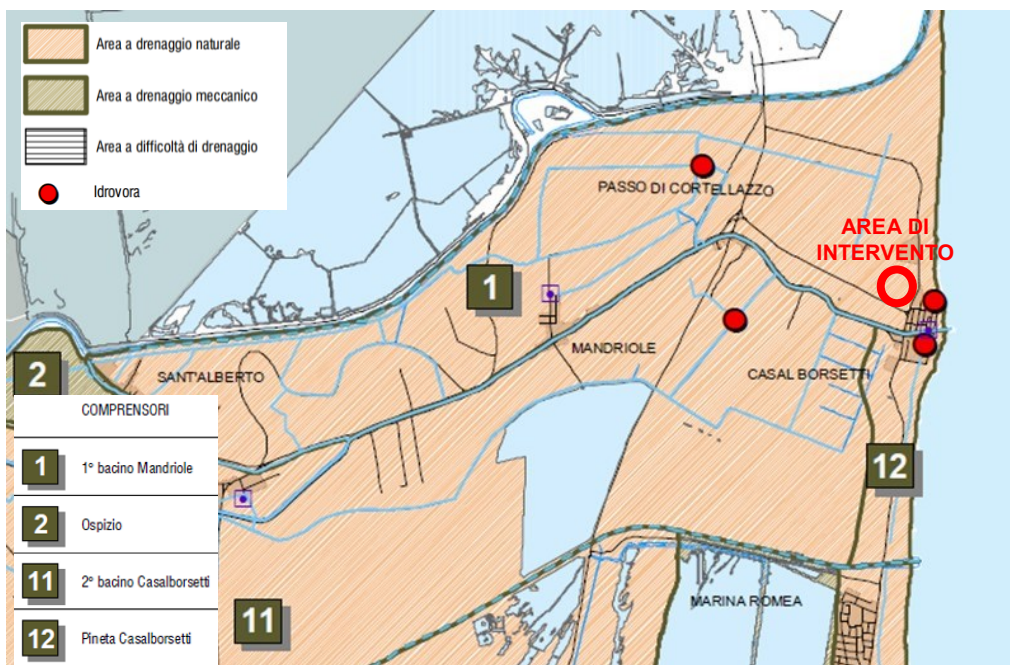 Area a drenaggio naturale
Area a drenaggio meccanico
Area a difficoltà di drenaggio
Idrovora
PASSO DI CORTELLAZZO
AREA DI
INTERVENTO
1
MANDRIOLE
2
SANT'ALBERTO
CASAL BORSETTI
12
MARINA ROMEA
11
COMPRENSORI
1 1° bacino Mandriole
2 Ospizio
11 2° bacino Casalborsetti
12 Pineta Casalborsetti